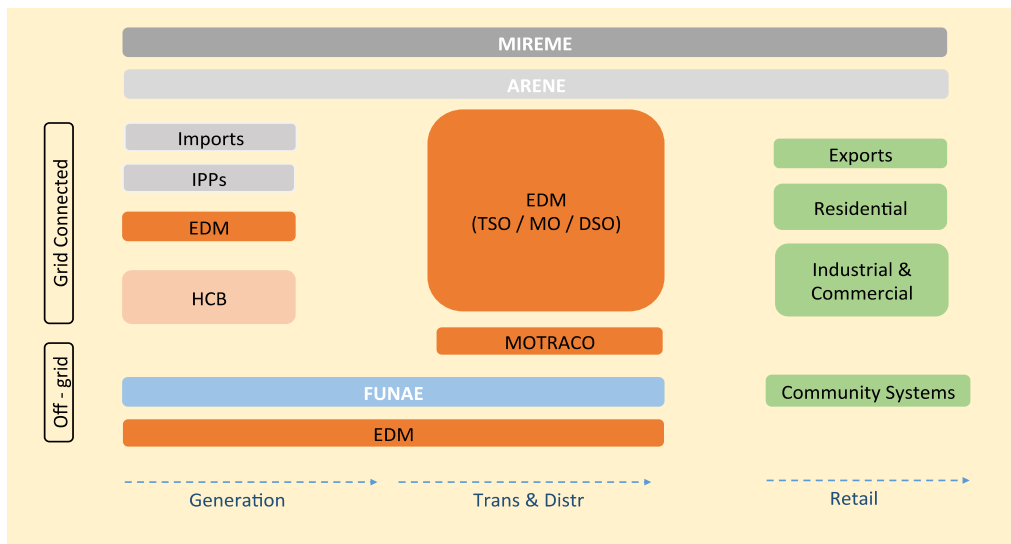 MIREME
ARENE
Grid Connected
Imports
IPPs
EDM
HCB
EDM
(TSO / MO / DSO)
MOTRACO
Exports
Residential
Industrial &
Commercial
Off - grid
FUNAE
EDM
Community Systems
Generation
Trans & Distr
Retail